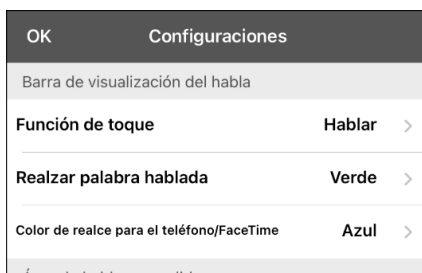 OK Configuraciones
Barra de visualización del habla
Función de toque Hablar
Realzar palabra hablada Verde
Color de realce para el teléfono/FaceTime Azul